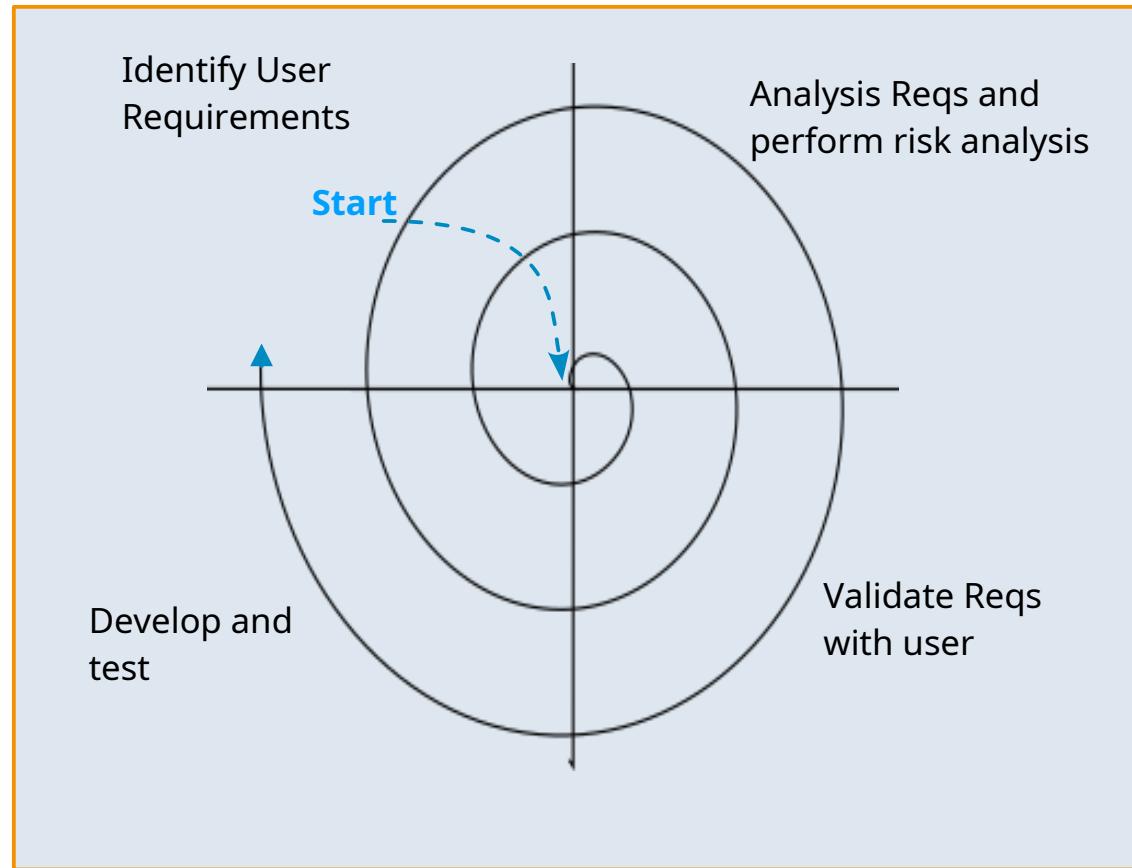 Identify User
Requirements
Analysis Reqs and
perform risk analysis
Start
Validate Reqs
with user
Develop and
test